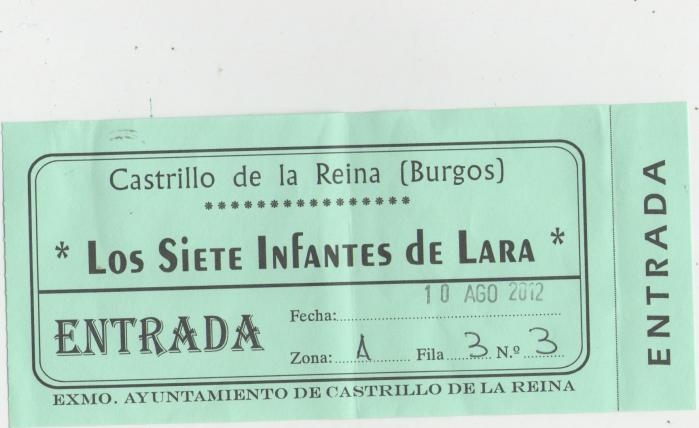 Castrillo de la Reina (Burgos)
****************
* Los Siete Infantes de Lara *
ENTRADA
Fecha: 10 AGO 2012
Zona: A Fila 3 N.º 3
EXMO. AYUNTAMIENTO DE CASTRILLO DE LA REINA
ENTRADA